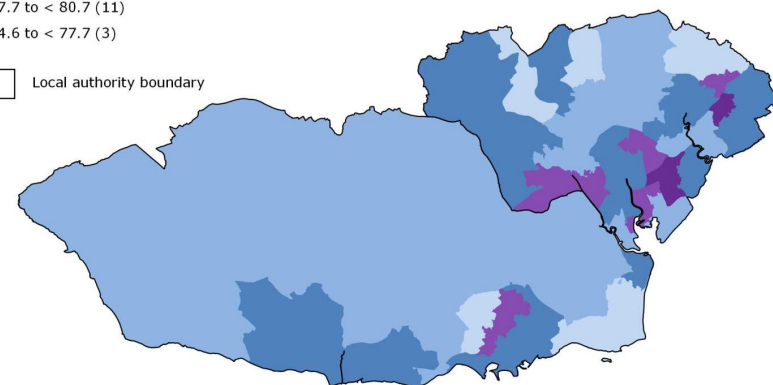 7.7 to < 80.7 (11)
4.6 to < 77.7 (3)
Local authority boundary